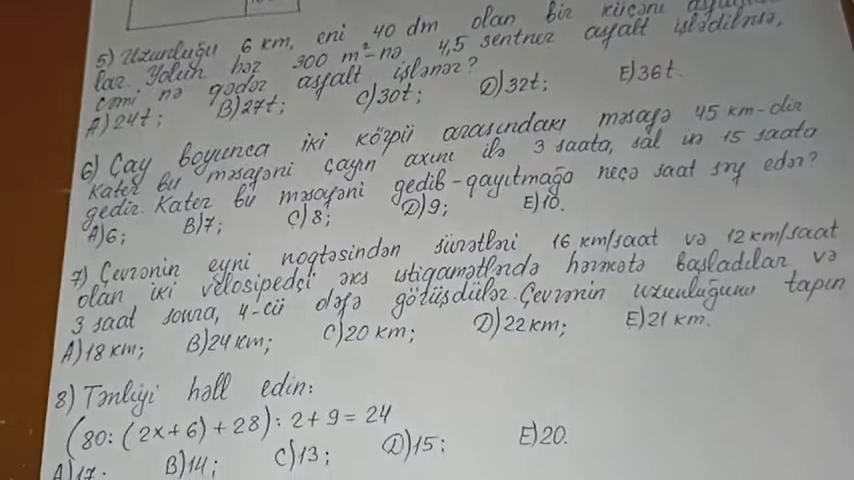 5) Uzunluğu 6 km, eni 40 dm olan bir küçəni
lar. Yolun hər 300 m²-nə 4,5 sentner asfalt işlədilərsə,
cəmi nə qədər asfalt işlənər?
A) 24t; B) 27t; C) 30t; D) 32t; E) 36t.
6) Çay boyunca iki körpü arasındakı məsafə 45 km-dir
Kater bu məsafəni çayın axını ilə 3 saata, sal isə 15 saata
gedir. Kater bu məsafəni gedib-qayıtmağa neçə saat sərf edər?
A) 6; B) 7; C) 8; D) 9; E) 10.
7) Çevrənin eyni nöqtəsindən sürətləri 16 km/saat və 12 km/saat
olan iki velosipedçi əks istiqamətlərdə hərəkətə başladılar və
3 saat sonra, 4-cü dəfə görüşdülər. Çevrənin uzunluğunu tapın
A) 18 km; B) 24 km; C) 20 km; D) 22 km; E) 21 km.
8) Tənliyi həll edin:
(80:(2x+6)+28):2+9=24
A) 17. B) 14; C) 13; D) 15; E) 20.